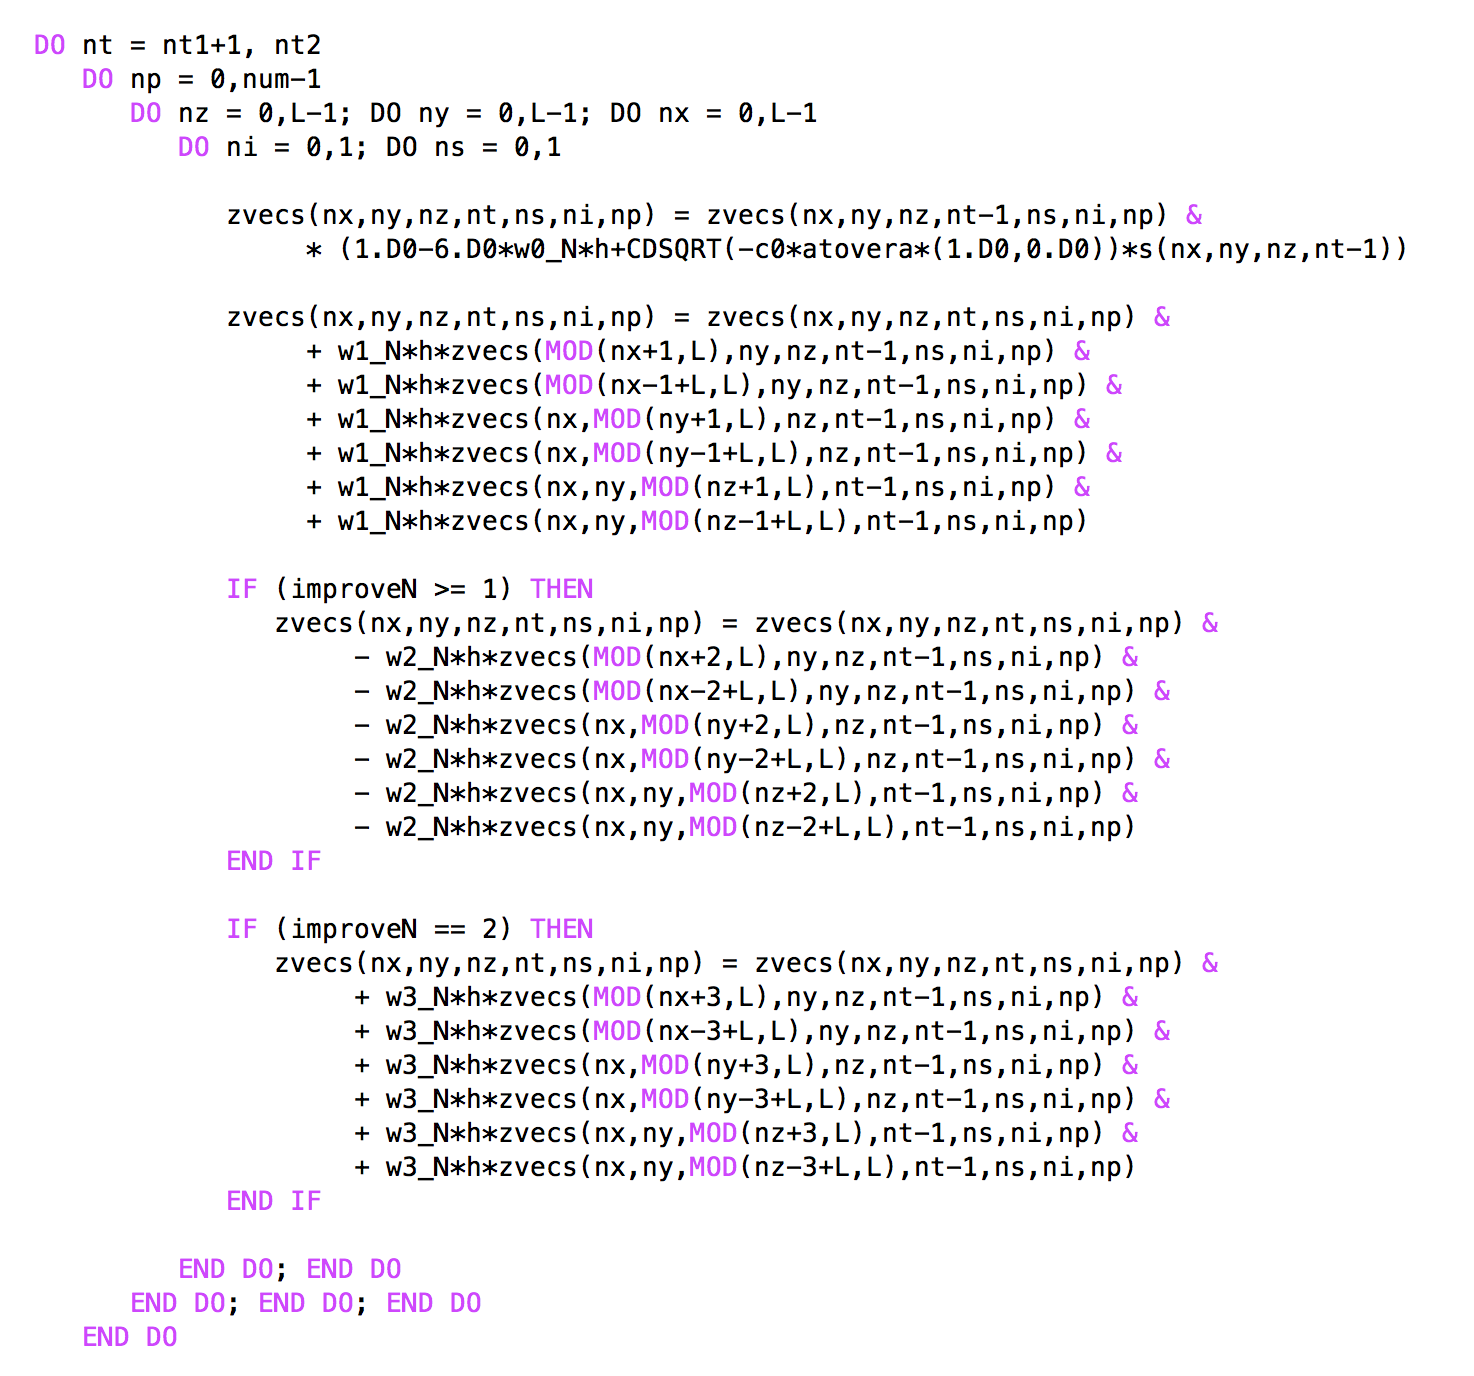 DO nt = nt1+1, nt2
   DO np = 0,num-1
      DO nz = 0,L-1; DO ny = 0,L-1; DO nx = 0,L-1
         DO ni = 0,1; DO ns = 0,1

            zvecs(nx,ny,nz,nt,ns,ni,np) = zvecs(nx,ny,nz,nt-1,ns,ni,np) &
                 * (1.D0-6.D0*w0_N*h+CDSQRT(-c0*atovera*(1.D0,0.D0))*s(nx,ny,nz,nt-1))

            zvecs(nx,ny,nz,nt,ns,ni,np) = zvecs(nx,ny,nz,nt,ns,ni,np) &
                 + w1_N*h*zvecs(MOD(nx+1,L),ny,nz,nt-1,ns,ni,np) &
                 + w1_N*h*zvecs(MOD(nx-1+L,L),ny,nz,nt-1,ns,ni,np) &
                 + w1_N*h*zvecs(nx,MOD(ny+1,L),nz,nt-1,ns,ni,np) &
                 + w1_N*h*zvecs(nx,MOD(ny-1+L,L),nz,nt-1,ns,ni,np) &
                 + w1_N*h*zvecs(nx,ny,MOD(nz+1,L),nt-1,ns,ni,np) &
                 + w1_N*h*zvecs(nx,ny,MOD(nz-1+L,L),nt-1,ns,ni,np)

            IF (improveN >= 1) THEN
               zvecs(nx,ny,nz,nt,ns,ni,np) = zvecs(nx,ny,nz,nt,ns,ni,np) &
                    - w2_N*h*zvecs(MOD(nx+2,L),ny,nz,nt-1,ns,ni,np) &
                    - w2_N*h*zvecs(MOD(nx-2+L,L),ny,nz,nt-1,ns,ni,np) &
                    - w2_N*h*zvecs(nx,MOD(ny+2,L),nz,nt-1,ns,ni,np) &
                    - w2_N*h*zvecs(nx,MOD(ny-2+L,L),nz,nt-1,ns,ni,np) &
                    - w2_N*h*zvecs(nx,ny,MOD(nz+2,L),nt-1,ns,ni,np) &
                    - w2_N*h*zvecs(nx,ny,MOD(nz-2+L,L),nt-1,ns,ni,np)
            END IF

            IF (improveN == 2) THEN
               zvecs(nx,ny,nz,nt,ns,ni,np) = zvecs(nx,ny,nz,nt,ns,ni,np) &
                    + w3_N*h*zvecs(MOD(nx+3,L),ny,nz,nt-1,ns,ni,np) &
                    + w3_N*h*zvecs(MOD(nx-3+L,L),ny,nz,nt-1,ns,ni,np) &
                    + w3_N*h*zvecs(nx,MOD(ny+3,L),nz,nt-1,ns,ni,np) &
                    + w3_N*h*zvecs(nx,MOD(ny-3+L,L),nz,nt-1,ns,ni,np) &
                    + w3_N*h*zvecs(nx,ny,MOD(nz+3,L),nt-1,ns,ni,np) &
                    + w3_N*h*zvecs(nx,ny,MOD(nz-3+L,L),nt-1,ns,ni,np)
            END IF

         END DO; END DO
      END DO; END DO; END DO
   END DO